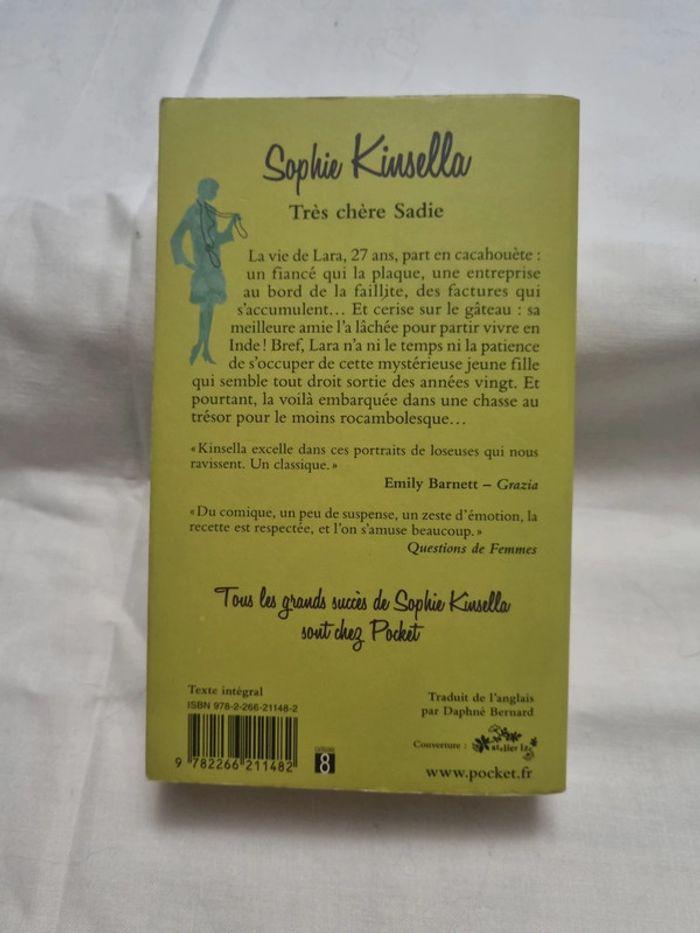 Sophie Kinsella
Très chère Sadie
La vie de Lara, 27 ans, part en cacahouète :
un fiancé qui la plaque, une entreprise
au bord de la faillite, des factures qui
s'accumulent... Et cerise sur le gâteau : sa
meilleure amie l'a lâchée pour partir vivre en
Inde ! Bref, Lara n'a ni le temps ni la patience
de s'occuper de cette mystérieuse jeune fille
qui semble tout droit sortie des années vingt. Et
pourtant, la voilà embarquée dans une chasse au
trésor pour le moins rocambolesque...
« Kinsella excelle dans ces portraits de loseuses qui nous
ravissent. Un classique. »
Emily Barnett – Grazia
« Du comique, un peu de suspense, un zeste d'émotion, la
recette est respectée, et l'on s'amuse beaucoup. »
Questions de Femmes
Tous les grands succès de Sophie Kinsella
sont chez Pocket
Texte intégral
ISBN 978-2-266-21148-2
9 782266 211482
8
Traduit de l'anglais
par Daphné Bernard
Couverture :
atelier
www.pocket.fr